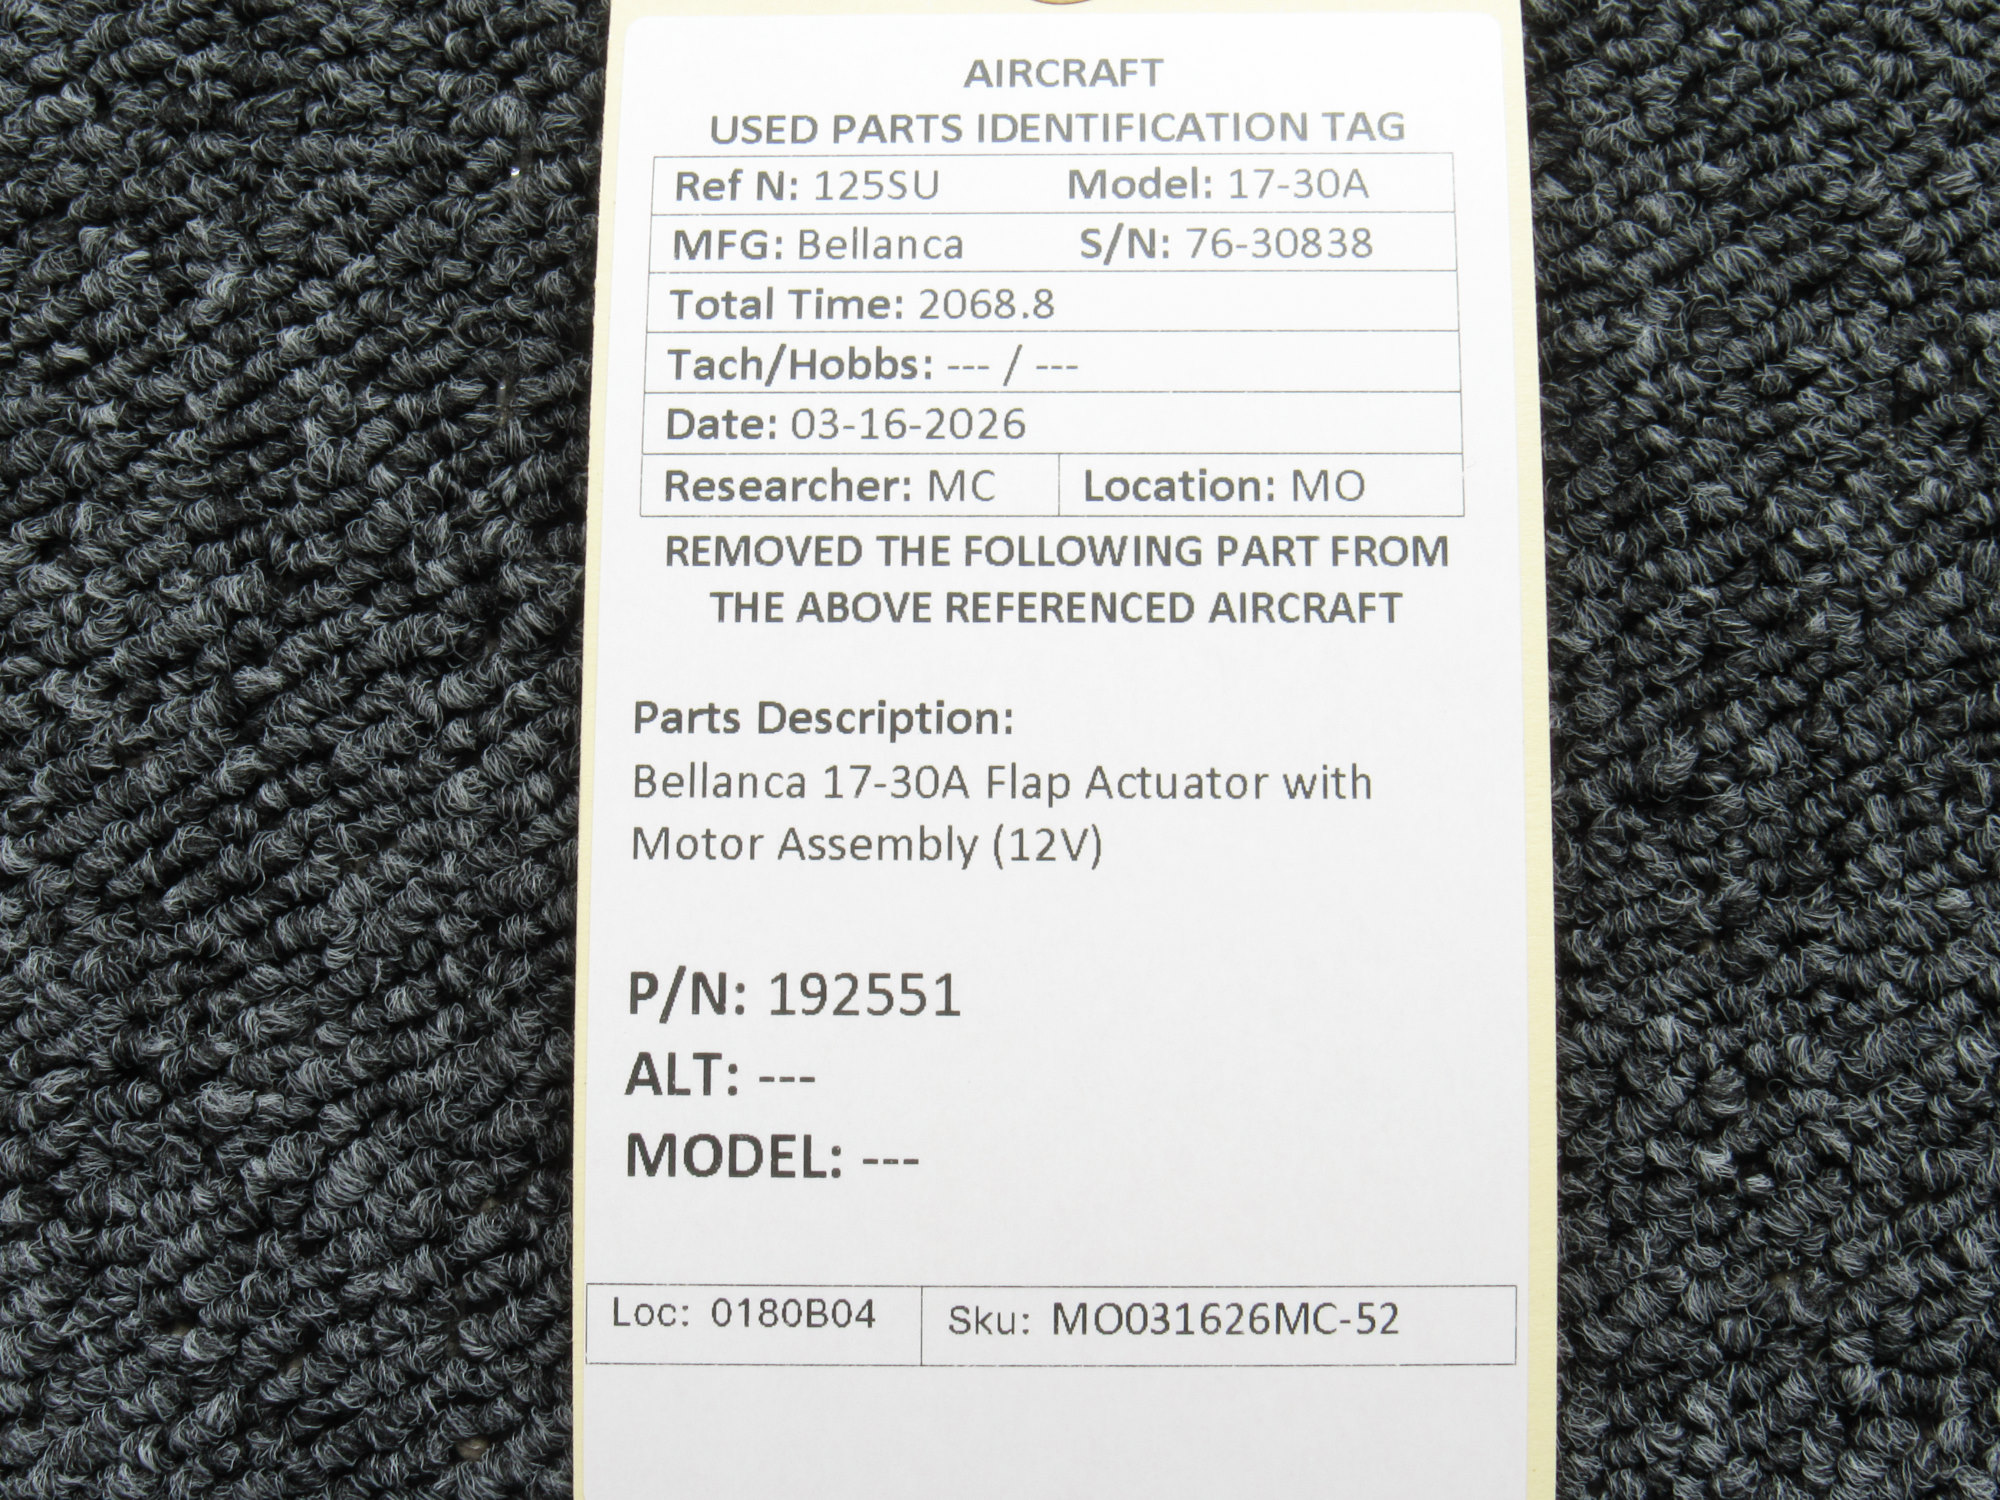 AIRCRAFT
USED PARTS IDENTIFICATION TAG
Ref N: 125SU Model: 17-30A
MFG: Bellanca S/N: 76-30838
Total Time: 2068.8
Tach/Hobbs: --- / ---
Date: 03-16-2026
Researcher: MC Location: MO
REMOVED THE FOLLOWING PART FROM
THE ABOVE REFERENCED AIRCRAFT
Parts Description:
Bellanca 17-30A Flap Actuator with
Motor Assembly (12V)
P/N: 192551
ALT: ---
MODEL: ---
Loc: 0180B04 Sku: MO031626MC-52